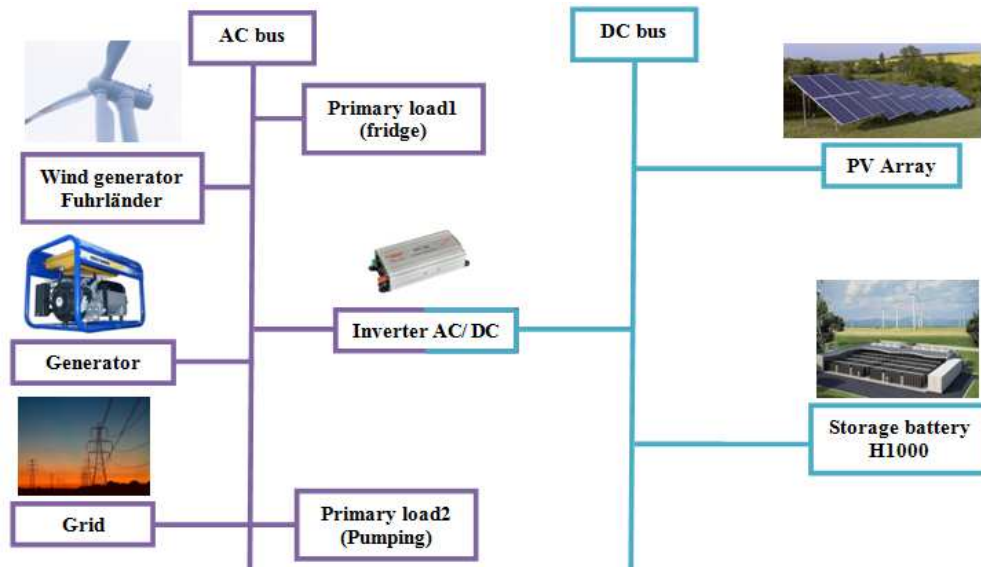 AC bus
DC bus
Primary load1
(fridge)
Wind generator
Fuhrländer
PV Array
Inverter AC/ DC
Generator
Storage battery
H1000
Grid
Primary load2
(Pumping)